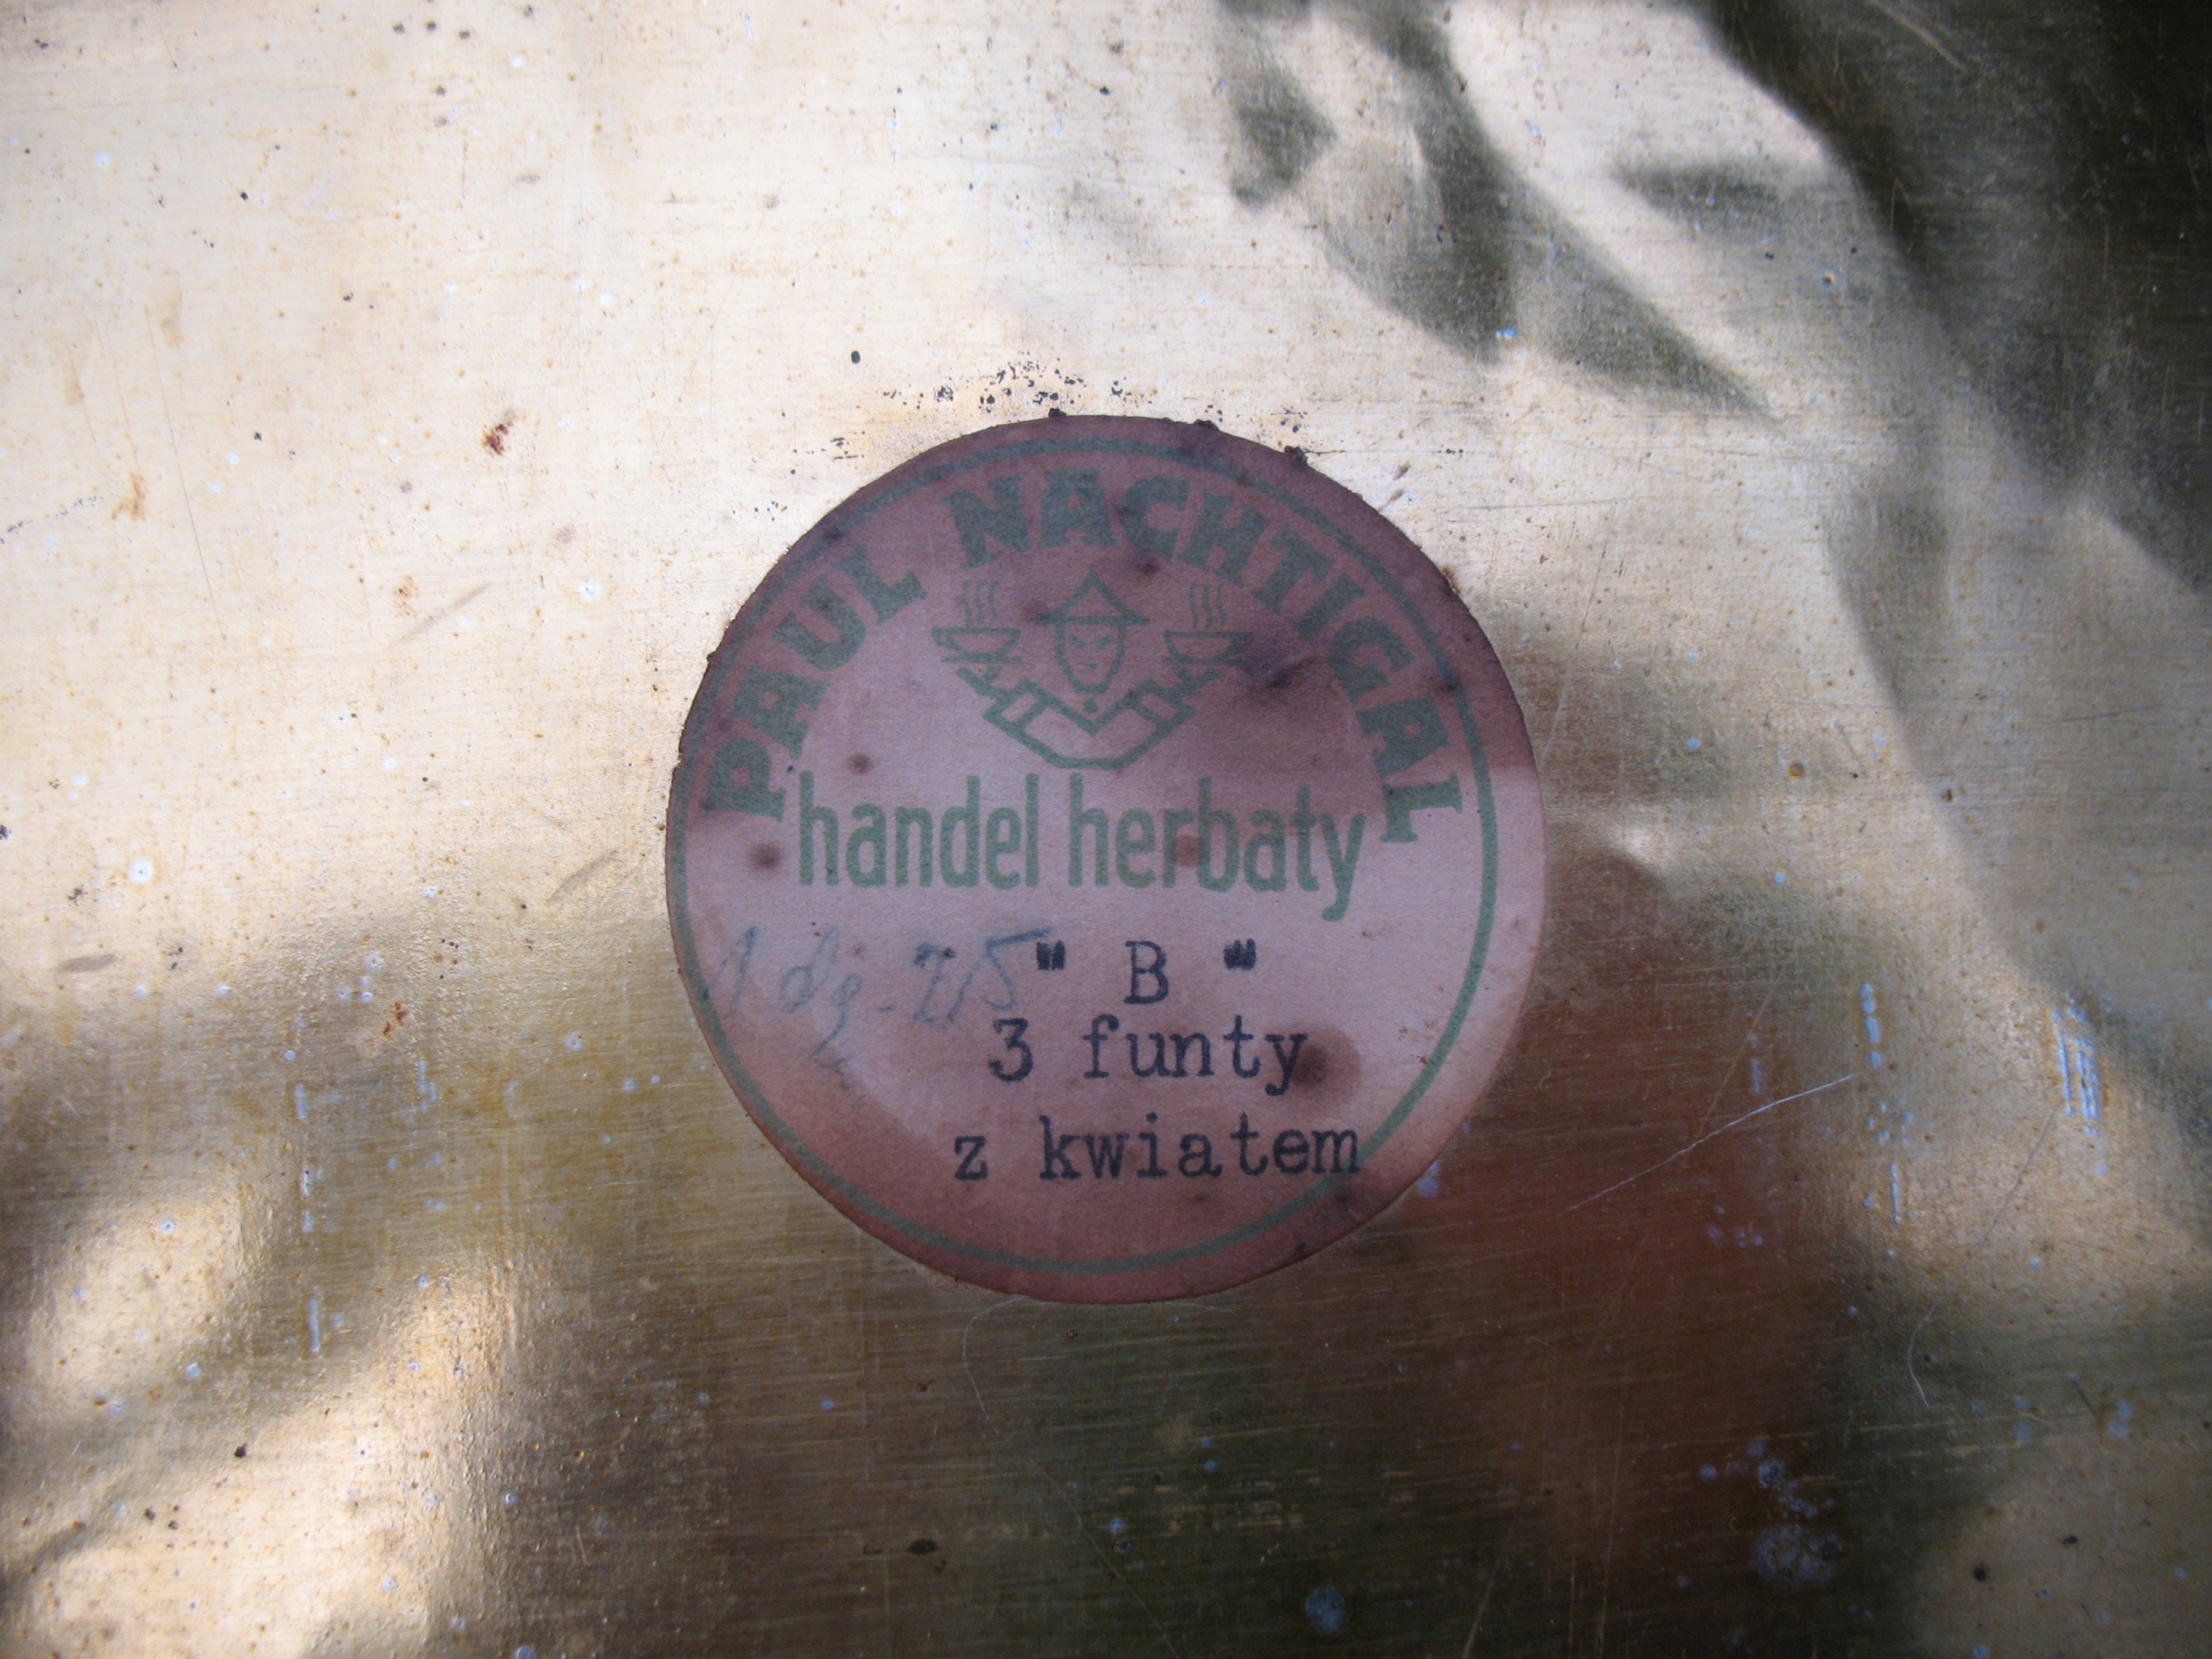 PAUL NACHTIGAL
handel herbaty
" B "
3 funty
z kwiatem